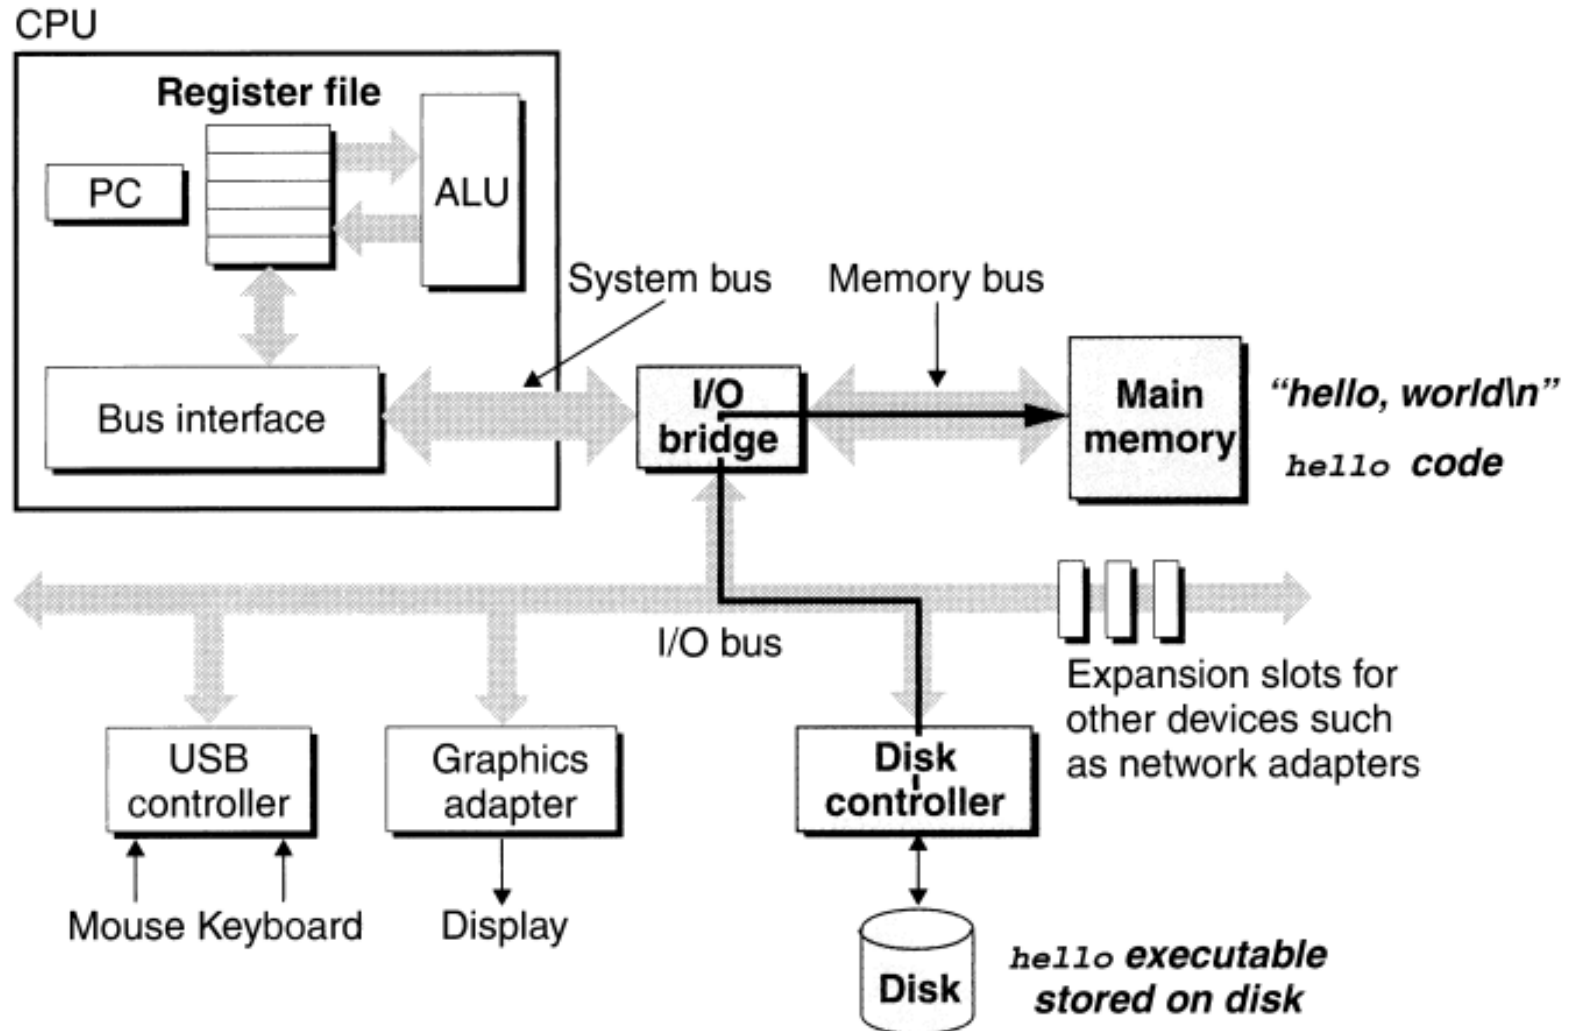 CPU
Register file
PC
ALU
System bus
Memory bus
Bus interface
I/O
bridge
Main
memory
“hello, world\n”
hello code
I/O bus
Expansion slots for
other devices such
as network adapters
USB
controller
Graphics
adapter
Disk
controller
Mouse Keyboard
Display
Disk
hello executable
stored on disk